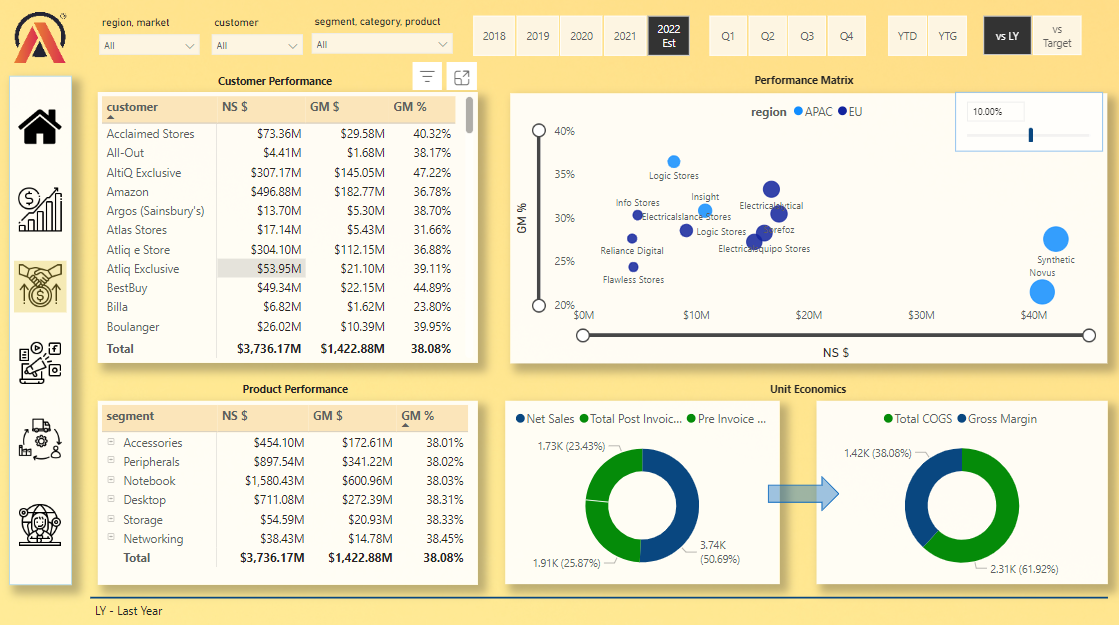 region, market
customer
segment, category, product
All
All
All
2018
2019
2020
2021
2022
Est
Q1
Q2
Q3
Q4
YTD
YTG
vs LY
vs
Target
Customer Performance
customer NS $ GM $ GM %
Acclaimed Stores $73.36M $29.58M 40.32%
All-Out $4.41M $1.68M 38.17%
AltiQ Exclusive $307.17M $145.05M 47.22%
Amazon $496.88M $182.77M 36.78%
Argos (Sainsbury's) $13.70M $5.30M 38.70%
Atlas Stores $17.14M $5.43M 31.66%
Atliq e Store $304.10M $112.15M 36.88%
Atliq Exclusive $53.95M $21.10M 39.11%
BestBuy $49.34M $22.15M 44.89%
Billa $6.82M $1.62M 23.80%
Boulanger $26.02M $10.39M 39.95%
Total $3,736.17M $1,422.88M 38.08%
Performance Matrix
region APAC EU
10.00%
GM %
40%
35%
30%
25%
20%
Logic Stores
Insight
Info Stores
Electricalslance Stores
Electricalslytical
Logic Stores
Electricalsquipo Stores
Reliance Digital
Flawless Stores
Synthetic
Novus
$0M $10M $20M $30M $40M
NS $
Product Performance
segment NS $ GM $ GM %
Accessories $454.10M $172.61M 38.01%
Peripherals $897.54M $341.22M 38.02%
Notebook $1,580.43M $600.96M 38.03%
Desktop $711.08M $272.39M 38.31%
Storage $54.59M $20.93M 38.33%
Networking $38.43M $14.78M 38.45%
Total $3,736.17M $1,422.88M 38.08%
Unit Economics
Net Sales Total Post Invoic... Pre Invoice ...
1.73K (23.43%)
1.91K (25.87%)
3.74K
(50.69%)
Total COGS Gross Margin
1.42K (38.08%)
2.31K (61.92%)
LY - Last Year